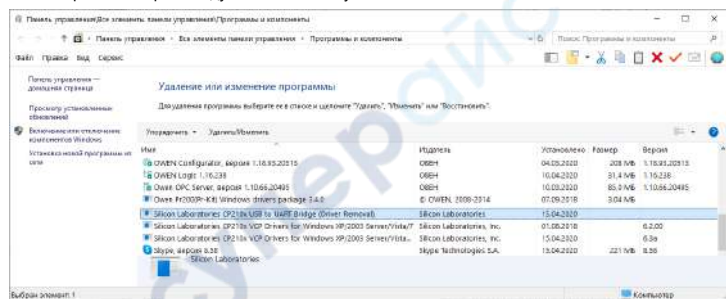 Панель управления\Все элементы панели управления\Программы и компоненты
Панель управления › Все элементы панели управления › Программы и компоненты
Поиск: Программы и компоненты
Файл Правка Вид Сервис
Панель управления — домашняя страница
Просмотр установленных обновлений
Включение или отключение компонентов Windows
Установка новой программы из сети
Удаление или изменение программы
Для удаления программы выберите ее в списке и щелкните "Удалить", "Изменить" или "Восстановить".
Упорядочить Удалить/Изменить
Имя Издатель Установлено Размер Версия
OWEN Configurator, версия 1.16.93.20515 ОВЕН 04.03.2020 208 МБ 1.16.93.20515
OWEN Logic 1.16.238 ОВЕН 10.04.2020 31,4 МБ 1.16.238
Owen OPC Server, версия 1.10.66.20495 ОВЕН 10.03.2020 85,0 МБ 1.10.66.20495
Owen Pr200(Pr-Kit) Windows drivers package 3.4.0 © OWEN, 2008-2014 07.09.2018 3,04 МБ
Silicon Laboratories CP210x USB to UART Bridge (Driver Removal) Silicon Laboratories 15.04.2020
Silicon Laboratories CP210x VCP Drivers for Windows XP/2003 Server/Vista/7 Silicon Laboratories, Inc. 01.08.2018 6.2.00
Silicon Laboratories CP210x VCP Drivers for Windows XP/2003 Server/Vista... Silicon Laboratories, Inc. 15.04.2020 6.3a
Skype, версия 8.58 Skype Technologies S.A. 13.04.2020 221 МБ 8.58
Silicon Laboratories
Выбран элемент: 1 Компьютер